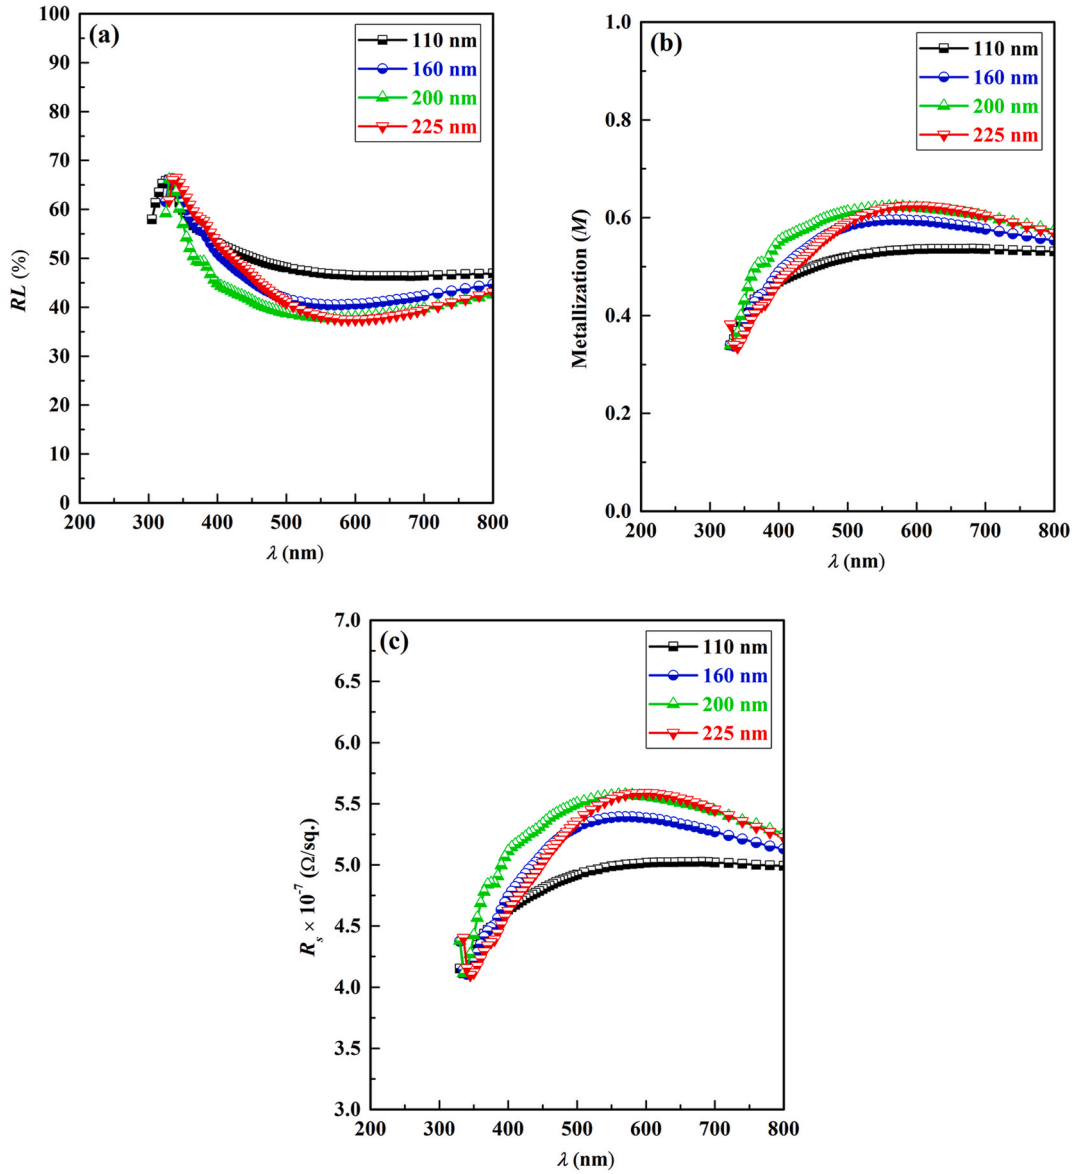 (a)
110 nm
160 nm
200 nm
225 nm
100
90
80
70
60
50
40
30
20
10
0
RL (%)
200 300 400 500 600 700 800
λ (nm)
(b)
110 nm
160 nm
200 nm
225 nm
1.0
0.8
0.6
0.4
0.2
0.0
Metallization (M)
200 300 400 500 600 700 800
λ (nm)
(c)
110 nm
160 nm
200 nm
225 nm
7.0
6.5
6.0
5.5
5.0
4.5
4.0
3.5
3.0
Rs × 10⁻⁷ (Ω/sq.)
200 300 400 500 600 700 800
λ (nm)